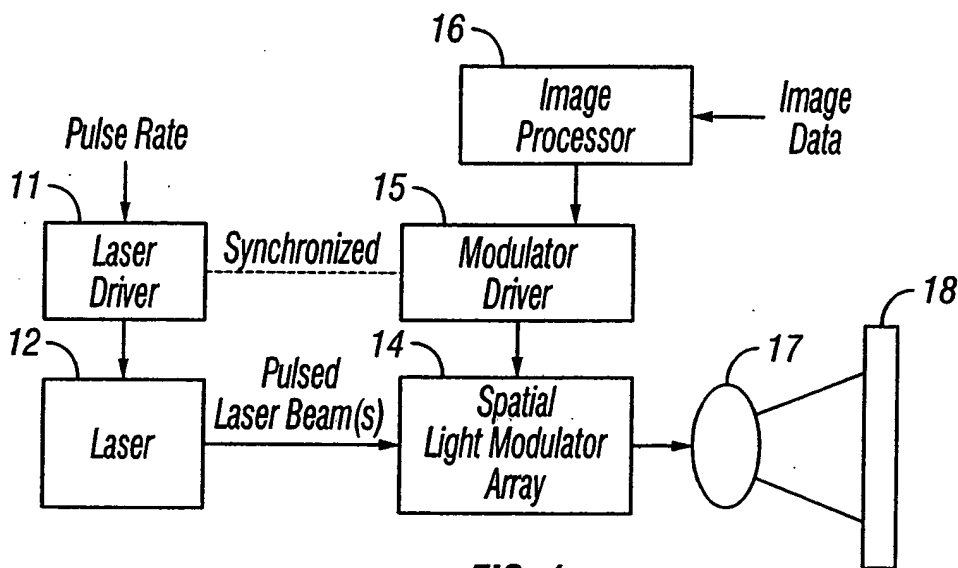 16
Image
Processor
Image
Data
Pulse Rate
11
Laser
Driver
Synchronized
15
Modulator
Driver
18
12
Laser
Pulsed
Laser Beam(s)
14
Spatial
Light Modulator
Array
17